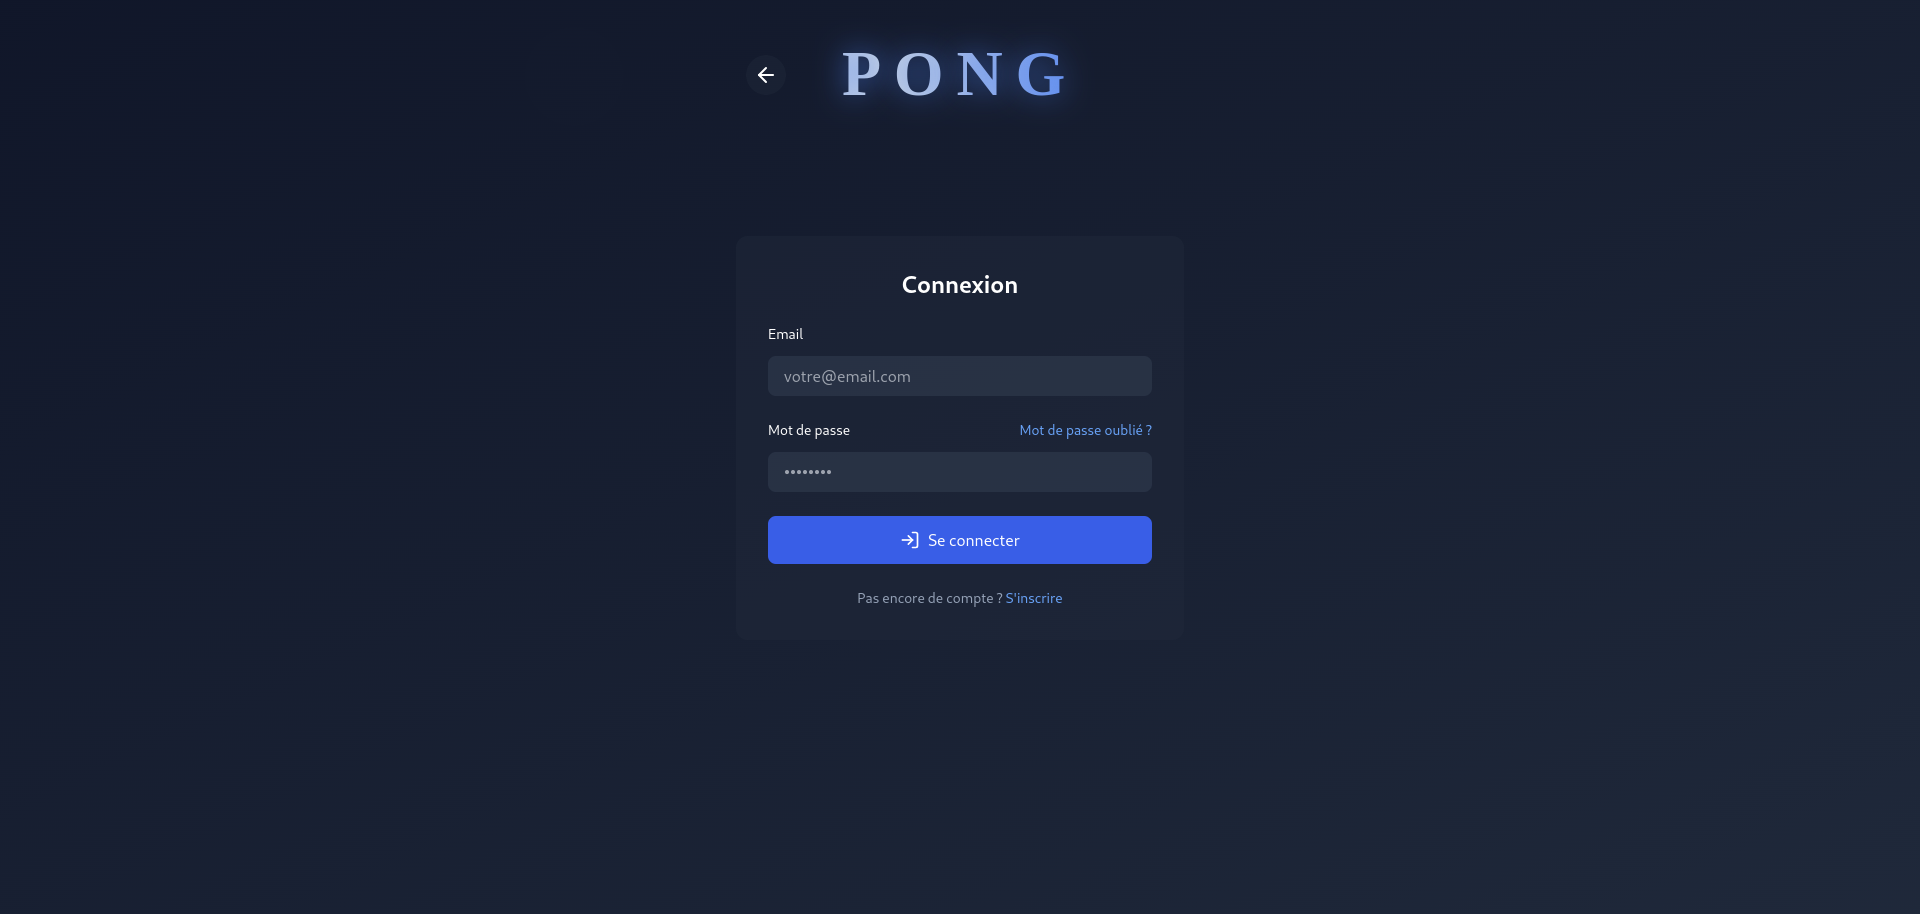 PONG
Connexion
Email
votre@email.com
Mot de passe Mot de passe oublié ?
••••••••
Se connecter
Pas encore de compte ? S'inscrire